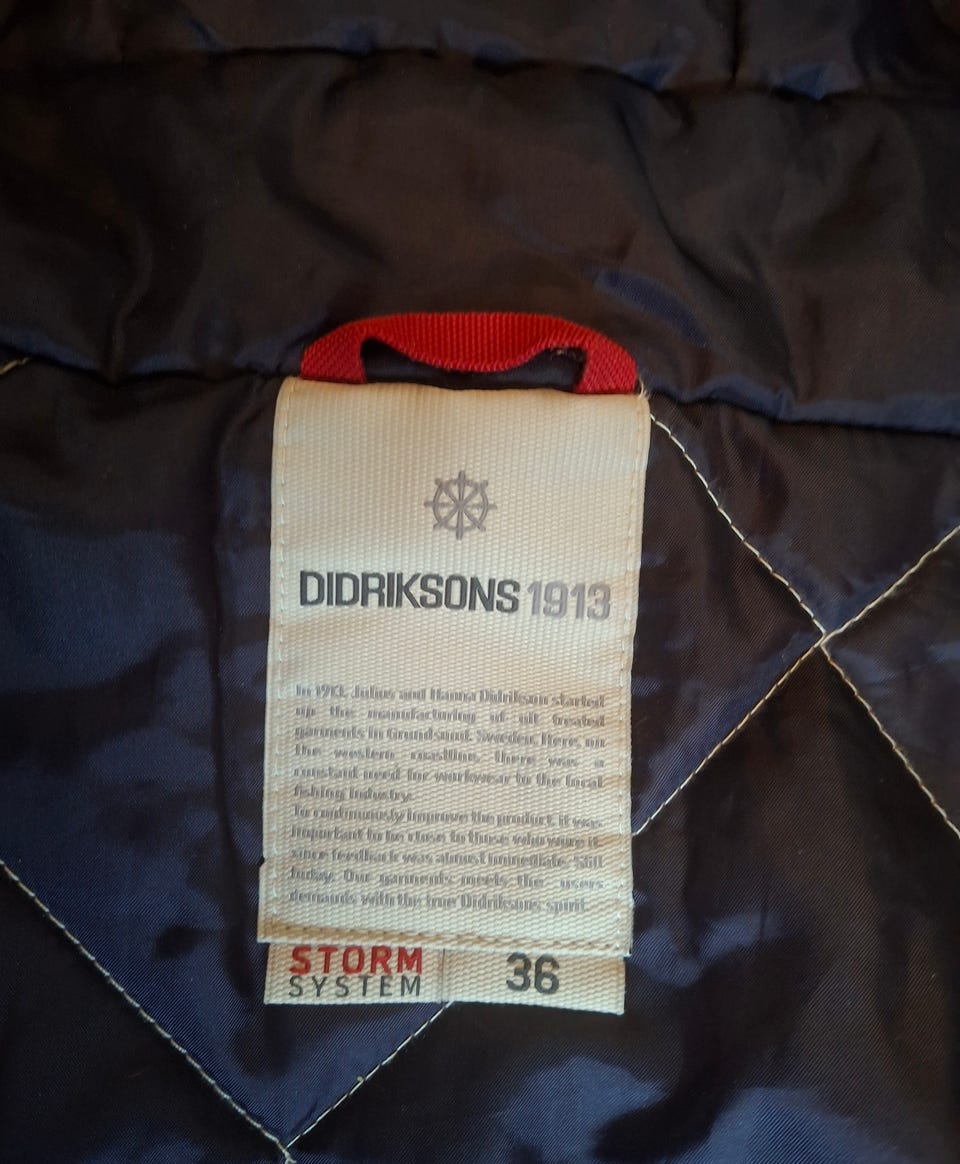 DIDRIKSONS 1913
In 1913, Julius and Hanna Didrikson started
up the manufacturing of oil treated
garments in Grundsund, Sweden. Here, on
the western coastline, there was a
constant need for workwear to the local
fishing industry.
To continuously improve the product, it was
important to be close to those who wore it,
since feedback was almost immediate. Still
today, Our garments meets the users
demands with the true Didriksons spirit.
STORM 36
SYSTEM